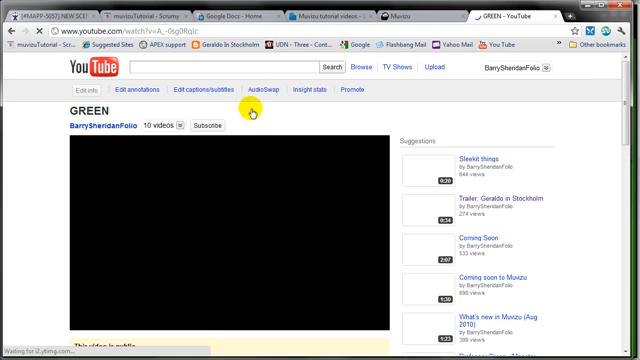 [#MAPP-5057] NEW SCEN
muvizuTutorial - Scrumy
Google Docs - Home
Muvizu tutorial videos - 1
Muvizu
GREEN - YouTube
www.youtube.com/watch?v=A_-0sg0Rqlc
muvizuTutorial - Scrumy
Suggested Sites
APEX support
Geraldo In Stockholm
UDN - Three - Cont...
Google
Flashbang Mail
Yahoo Mail
You Tube
Other bookmarks
YouTube
Search
Browse
TV Shows
Upload
BarrySheridanFolio
Edit info
Edit annotations
Edit captions/subtitles
AudioSwap
Insight stats
Promote
GREEN
BarrySheridanFolio
10 videos
Subscribe
Suggestions
Sleekit things
by BarrySheridanFolio
644 views
0:20
Trailer: Geraldo in Stockholm
by BarrySheridanFolio
274 views
0:34
Coming Soon
by BarrySheridanFolio
533 views
2:07
Coming soon to Muvizu
by BarrySheridanFolio
698 views
1:30
What's new in Muvizu (Aug
2010)
by BarrySheridanFolio
399 views
1:23
This video is public
Waiting for i2.ytimg.com...